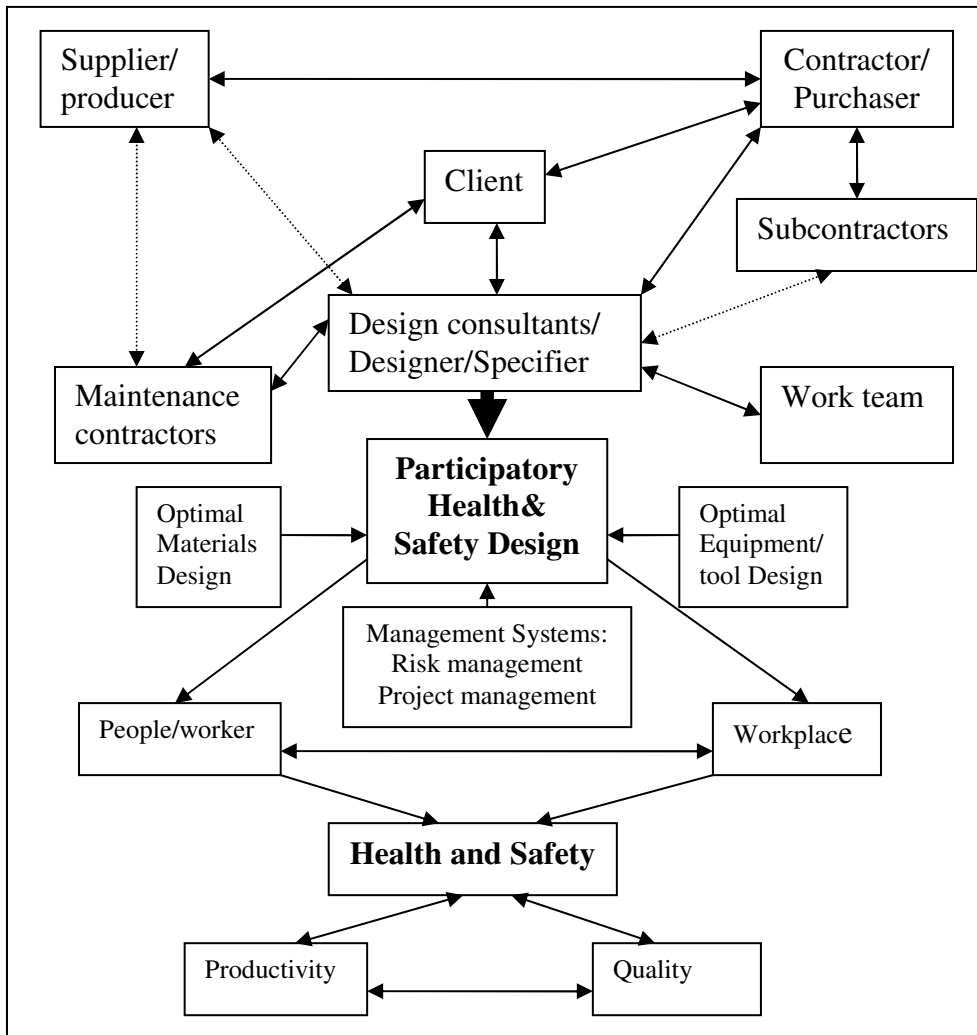 Supplier/
producer
Contractor/
Purchaser
Client
Subcontractors
Design consultants/
Designer/Specifier
Maintenance
contractors
Work team
Participatory
Health&
Safety Design
Optimal
Materials
Design
Optimal
Equipment/
tool Design
Management Systems:
Risk management
Project management
People/worker
Workplace
Health and Safety
Productivity
Quality